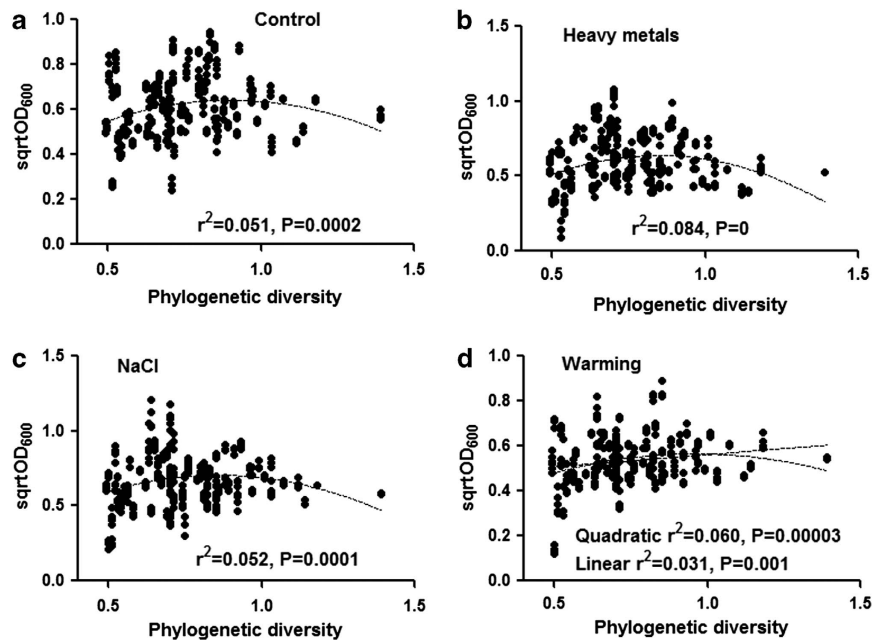 a
Control
1.0
0.8
0.6
0.4
0.2
0.0
sqrtOD600
r2=0.051, P=0.0002
0.5 1.0 1.5
Phylogenetic diversity
b
Heavy metals
1.5
1.0
0.5
0.0
sqrtOD600
r2=0.084, P=0
0.5 1.0 1.5
Phylogenetic diversity
c
NaCl
1.5
1.0
0.5
0.0
sqrtOD600
r2=0.052, P=0.0001
0.5 1.0 1.5
Phylogenetic diversity
d
Warming
1.0
0.8
0.6
0.4
0.2
0.0
sqrtOD600
Quadratic r2=0.060, P=0.00003
Linear r2=0.031, P=0.001
0.5 1.0 1.5
Phylogenetic diversity